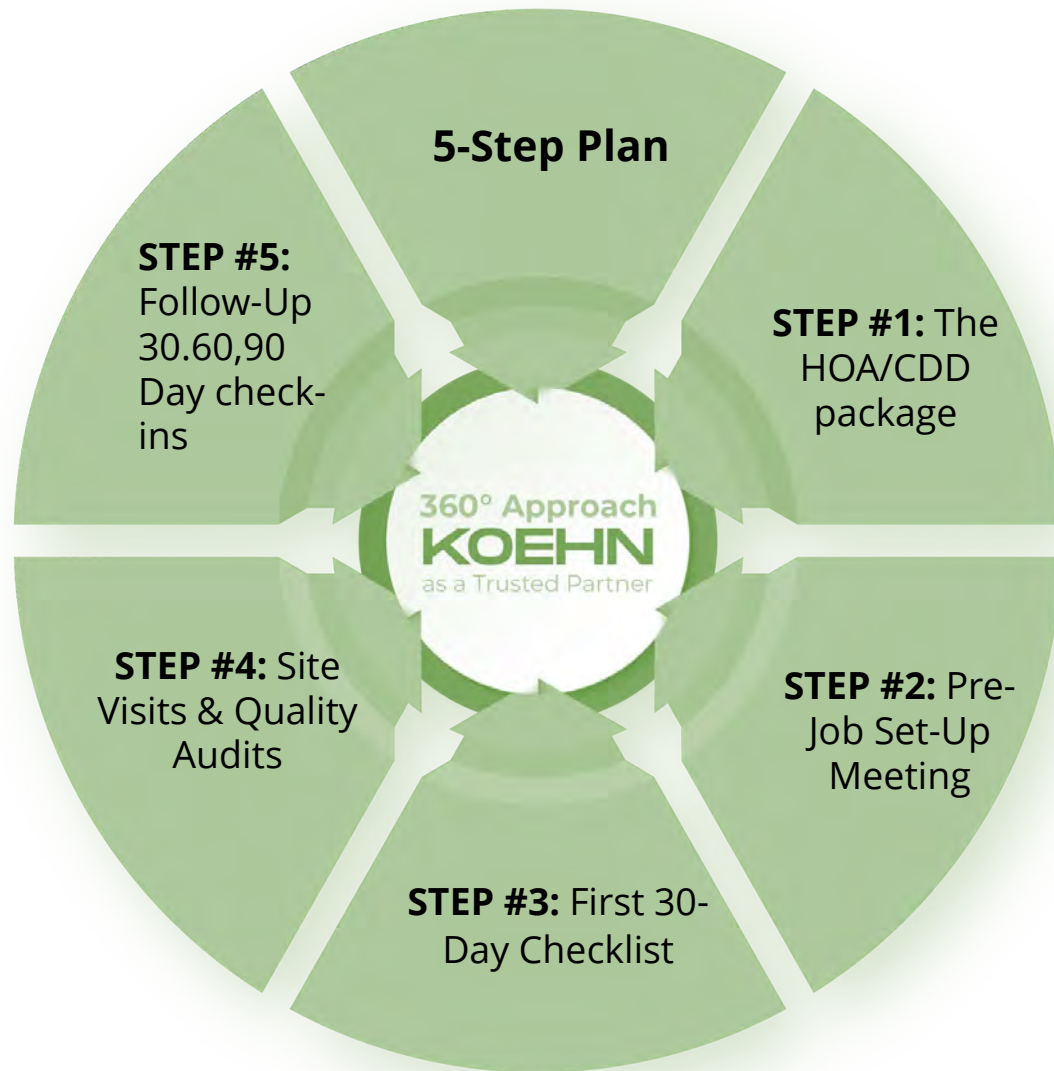 5-Step Plan
STEP #1: The
HOA/CDD
package
STEP #2: Pre-
Job Set-Up
Meeting
STEP #3: First 30-
Day Checklist
STEP #4: Site
Visits & Quality
Audits
STEP #5:
Follow-Up
30.60,90
Day check-
ins
360° Approach
KOEHN
as a Trusted Partner